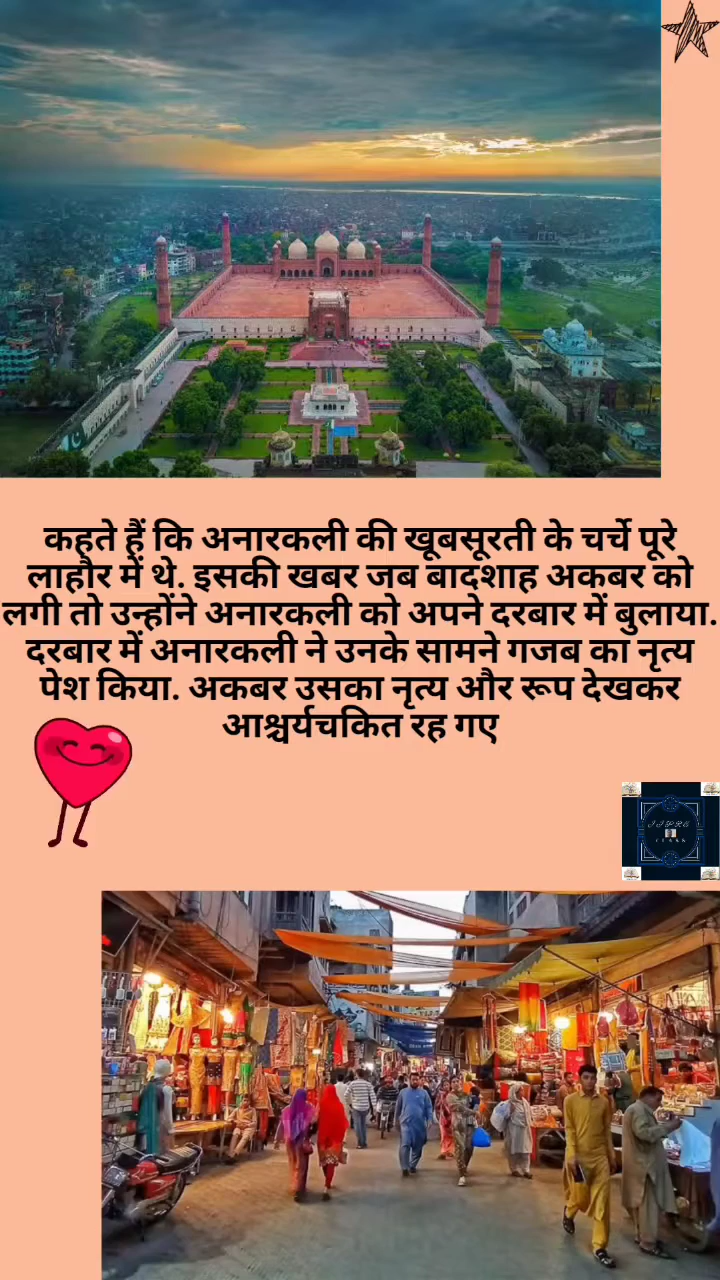 कहते हैं कि अनारकली की खूबसूरती के चर्चे पूरे
लाहौर में थे. इसकी खबर जब बादशाह अकबर को
लगी तो उन्होंने अनारकली को अपने दरबार में बुलाया.
दरबार में अनारकली ने उनके सामने गजब का नृत्य
पेश किया. अकबर उसका नृत्य और रूप देखकर
आश्चर्यचकित रह गए